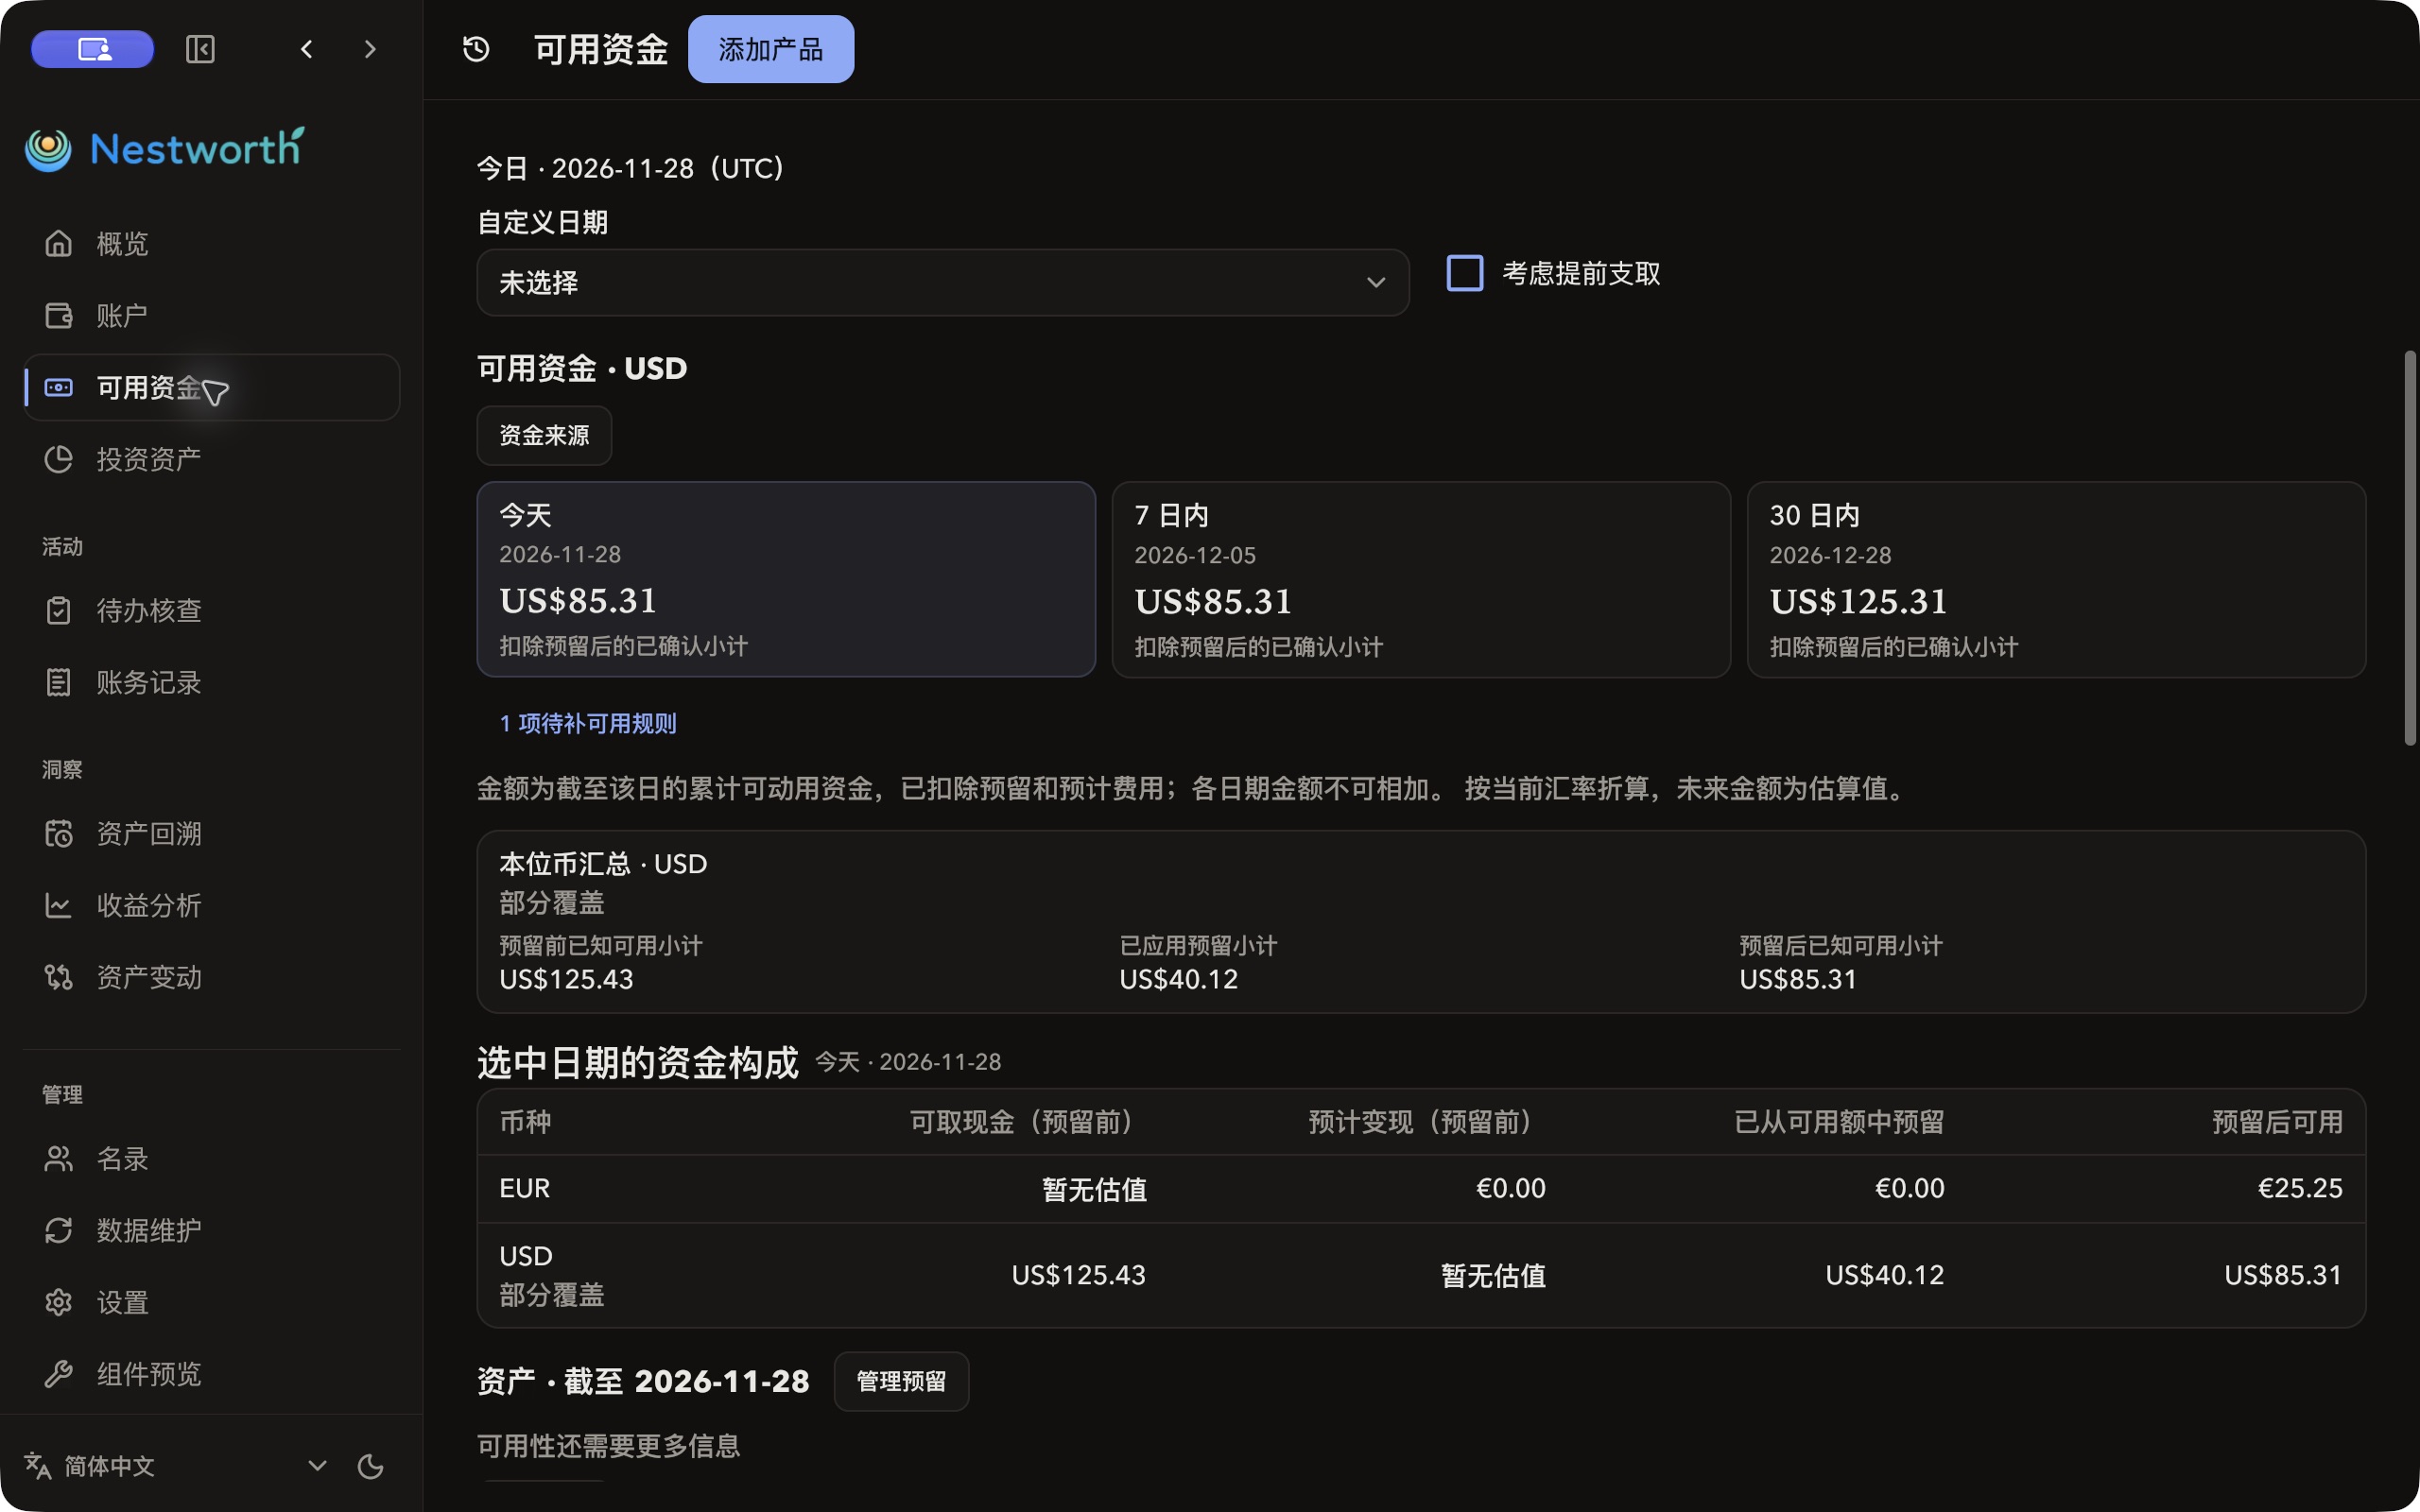 可用资金
添加产品
Nestworth
概览
账户
可用资金
投资资产
活动
待办核查
账务记录
洞察
资产回溯
收益分析
资产变动
管理
名录
数据维护
设置
组件预览
简体中文
今日 · 2026-11-28（UTC）
自定义日期
未选择
考虑提前支取
可用资金 · USD
资金来源
今天
2026-11-28
US$85.31
扣除预留后的已确认小计
7 日内
2026-12-05
US$85.31
扣除预留后的已确认小计
30 日内
2026-12-28
US$125.31
扣除预留后的已确认小计
1 项待补可用规则
金额为截至该日的累计可动用资金，已扣除预留和预计费用；各日期金额不可相加。 按当前汇率折算，未来金额为估算值。
本位币汇总 · USD
部分覆盖
预留前已知可用小计
US$125.43
已应用预留小计
US$40.12
预留后已知可用小计
US$85.31
选中日期的资金构成 今天 · 2026-11-28
币种 可取现金（预留前） 预计变现（预留前） 已从可用额中预留 预留后可用
EUR 暂无估值 €0.00 €0.00 €25.25
USD
部分覆盖
US$125.43 暂无估值 US$40.12 US$85.31
资产 · 截至 2026-11-28
管理预留
可用性还需要更多信息